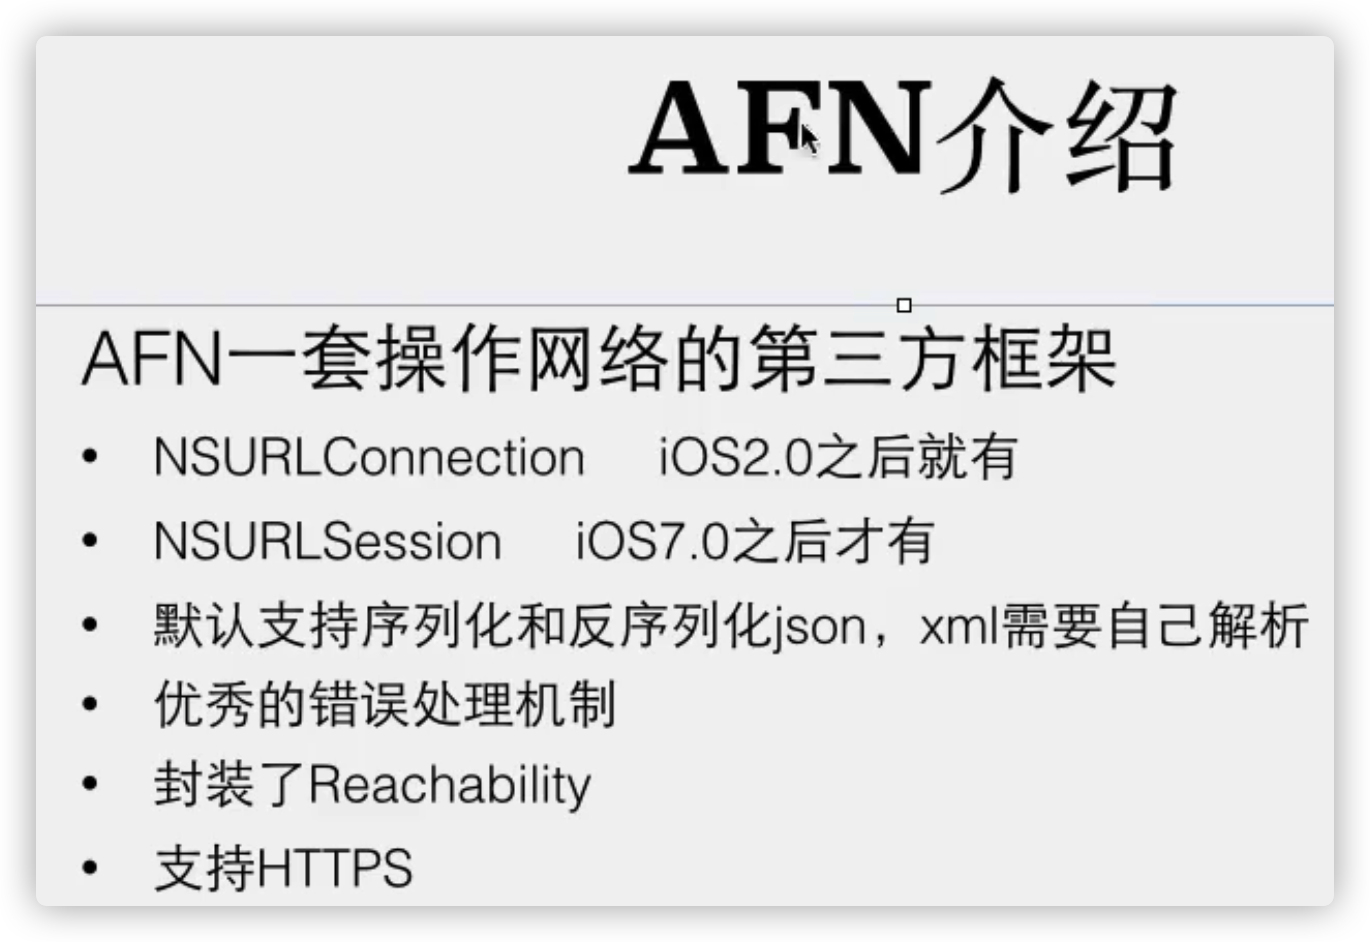 AFN介绍
AFN一套操作网络的第三方框架
• NSURLConnection iOS2.0之后就有
• NSURLSession iOS7.0之后才有
• 默认支持序列化和反序列化json，xml需要自己解析
• 优秀的错误处理机制
• 封装了Reachability
• 支持HTTPS